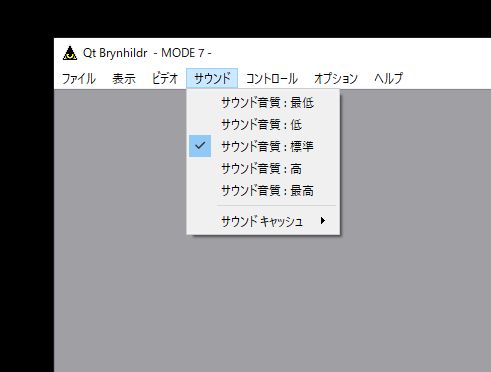 Qt Brynhildr - MODE 7 -
ファイル 表示 ビデオ サウンド コントロール オプション ヘルプ
サウンド音質 : 最低
サウンド音質 : 低
サウンド音質 : 標準
サウンド音質 : 高
サウンド音質 : 最高
サウンド キャッシュ